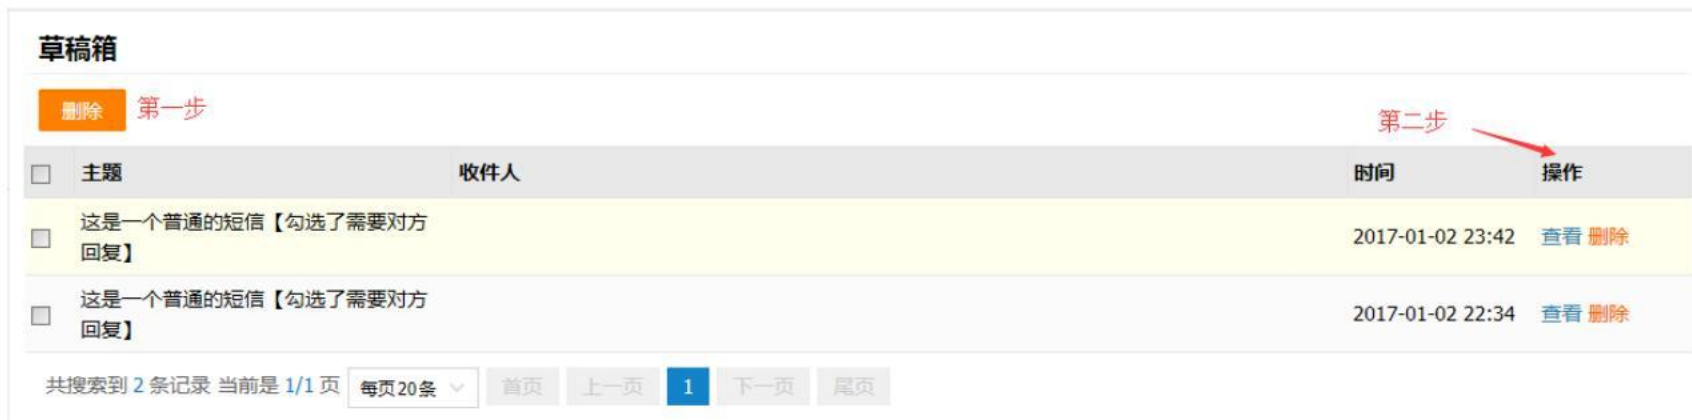 草稿箱
删除 第一步
第二步
主题 收件人 时间 操作
这是一个普通的短信【勾选了需要对方
回复】
2017-01-02 23:42 查看 删除
这是一个普通的短信【勾选了需要对方
回复】
2017-01-02 22:34 查看 删除
共搜索到 2 条记录 当前是 1/1 页 每页20条 首页 上一页 1 下一页 尾页